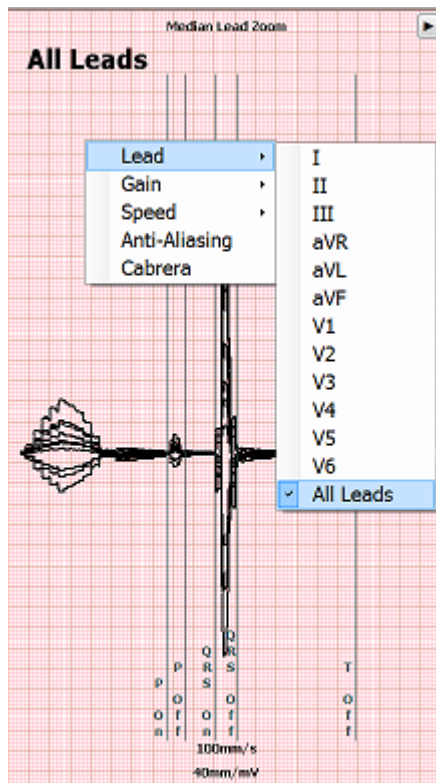 Median Lead Zoom
All Leads
Lead
Gain
Speed
Anti-Aliasing
Cabrera
I
II
III
aVR
aVL
aVF
V1
V2
V3
V4
V5
V6
All Leads
P On
P Off
QRS On
QRS Off
T Off
100mm/s
40mm/mV